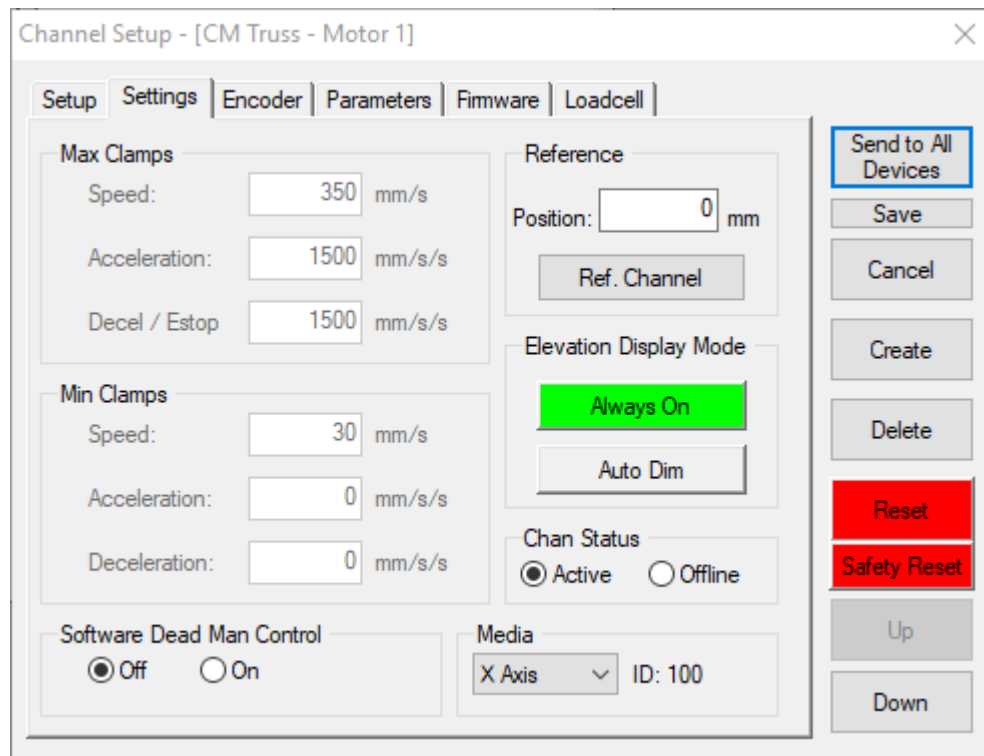 Channel Setup - [CM Truss - Motor 1]
Setup Settings Encoder Parameters Firmware Loadcell
Max Clamps
Speed: 350 mm/s
Acceleration: 1500 mm/s/s
Decel / Estop 1500 mm/s/s
Min Clamps
Speed: 30 mm/s
Acceleration: 0 mm/s/s
Deceleration: 0 mm/s/s
Software Dead Man Control
Off On
Reference
Position: 0 mm
Ref. Channel
Elevation Display Mode
Always On
Auto Dim
Chan Status
Active Offline
Media
X Axis ID: 100
Send to All
Devices
Save
Cancel
Create
Delete
Reset
Safety Reset
Up
Down